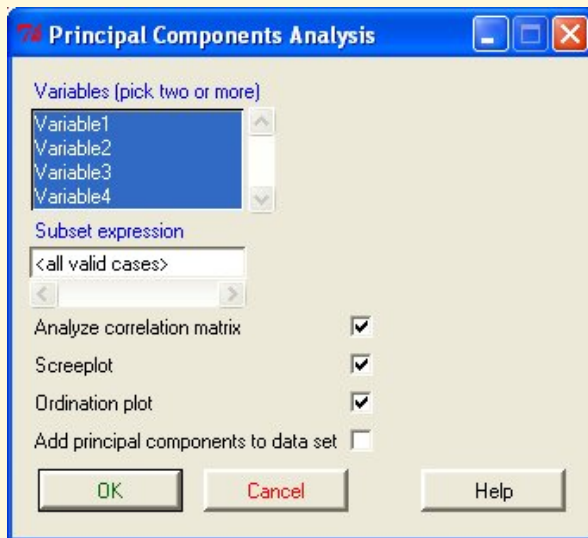 Principal Components Analysis
Variables (pick two or more)
Variable1
Variable2
Variable3
Variable4
Subset expression
<all valid cases>
Analyze correlation matrix
Screeplot
Ordination plot
Add principal components to data set
OK
Cancel
Help